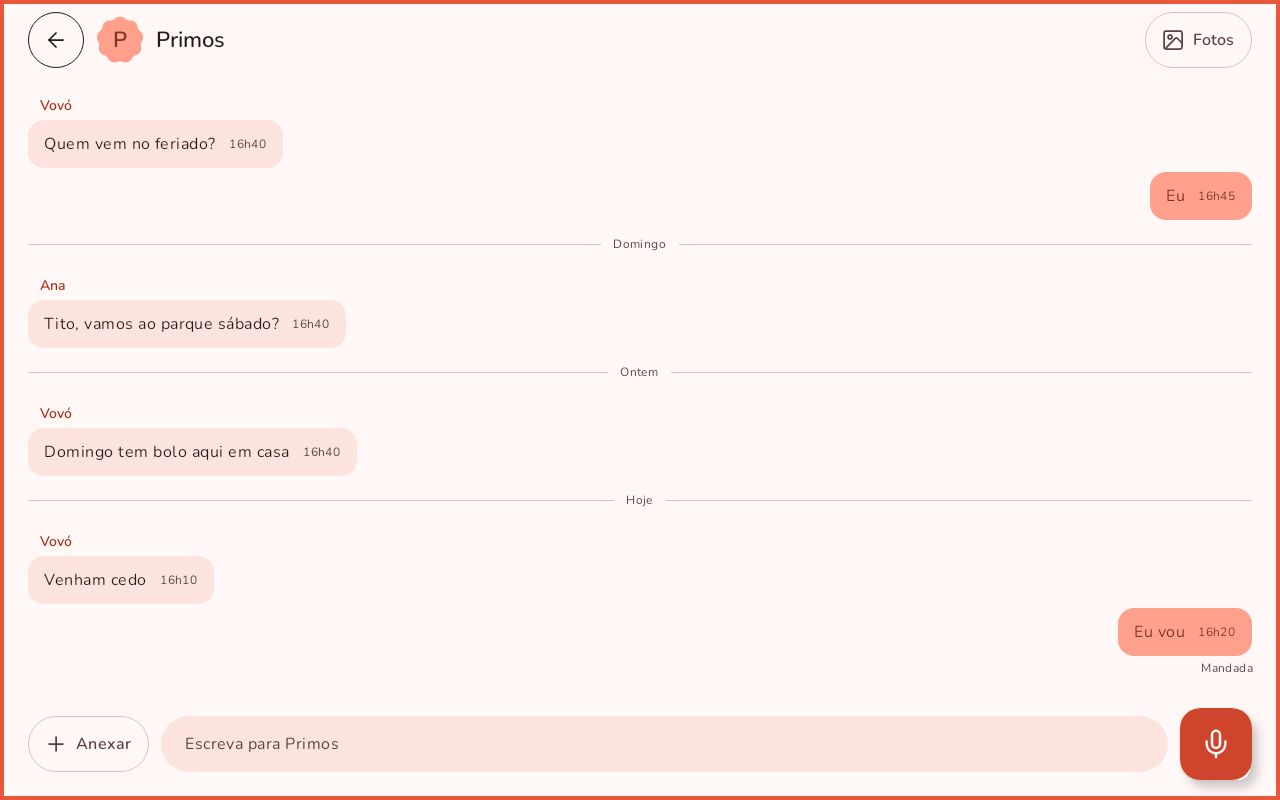 P Primos
Fotos
Vovó
Quem vem no feriado? 16h40
Eu 16h45
Domingo
Ana
Tito, vamos ao parque sábado? 16h40
Ontem
Vovó
Domingo tem bolo aqui em casa 16h40
Hoje
Vovó
Venham cedo 16h10
Eu vou 16h20
Mandada
Anexar
Escreva para Primos